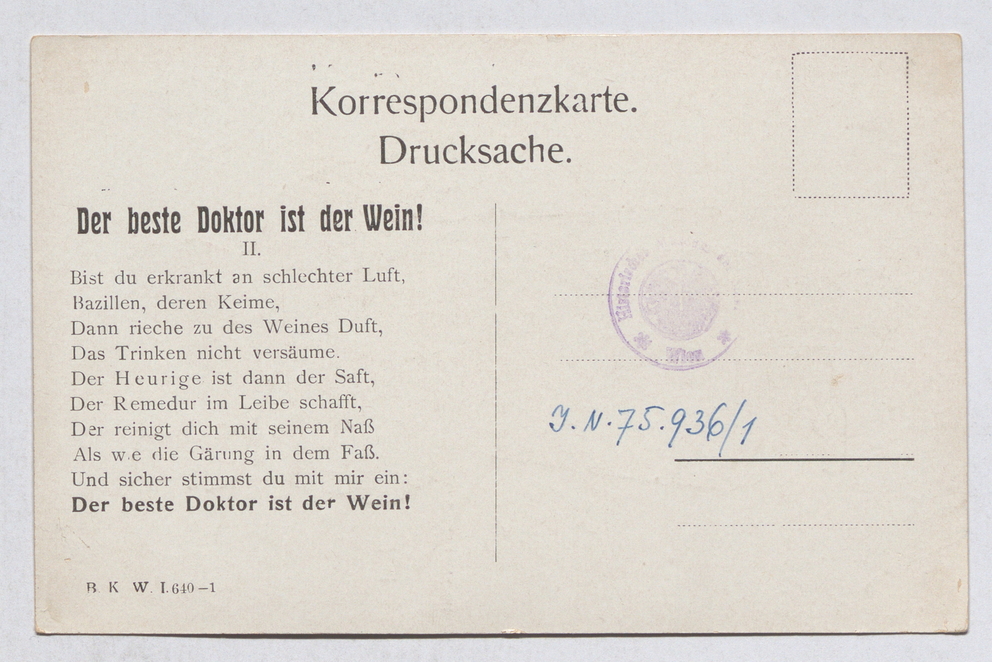 Korrespondenzkarte.
Drucksache.
Der beste Doktor ist der Wein!
II.
Bist du erkrankt an schlechter Luft,
Bazillen, deren Keime,
Dann rieche zu des Weines Duft,
Das Trinken nicht versäume.
Der Heurige ist dann der Saft,
Der Remedur im Leibe schafft,
Der reinigt dich mit seinem Naß
Als w e die Gärung in dem Faß.
Und sicher stimmst du mit mir ein:
Der beste Doktor ist der Wein!
B. K. W. I. 640–1
Wien
J. N. 75.936/1